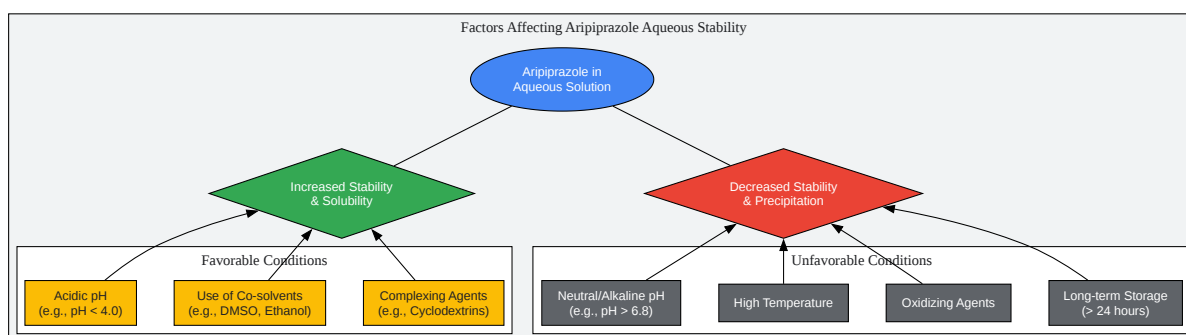 Factors Affecting Aripiprazole Aqueous Stability
Aripiprazole in
Aqueous Solution
Increased Stability
& Solubility
Decreased Stability
& Precipitation
Favorable Conditions
Acidic pH
(e.g., pH < 4.0)
Use of Co-solvents
(e.g., DMSO, Ethanol)
Complexing Agents
(e.g., Cyclodextrins)
Unfavorable Conditions
Neutral/Alkaline pH
(e.g., pH > 6.8)
High Temperature
Oxidizing Agents
Long-term Storage
(> 24 hours)